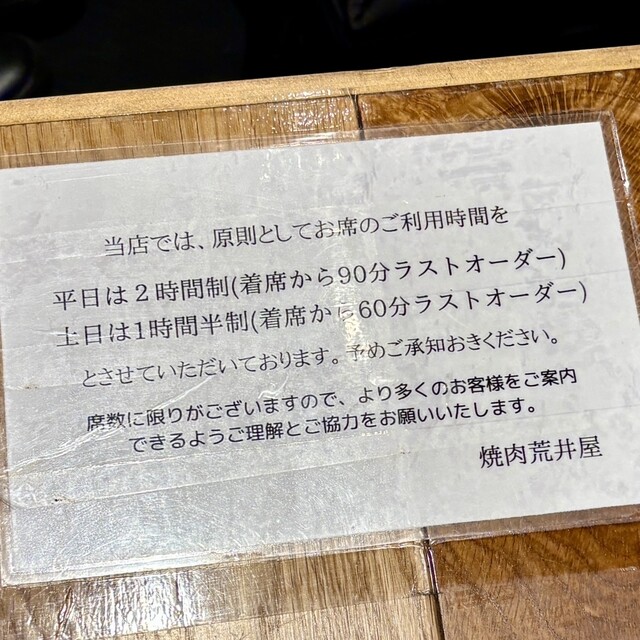 当店では、原則としてお席のご利用時間を
平日は２時間制(着席から90分ラストオーダー)
土日は1時間半制(着席から60分ラストオーダー)
とさせていただいております。予めご承知おきください。
席数に限りがございますので、より多くのお客様をご案内
できるようご理解とご協力をお願いいたします。
焼肉荒井屋